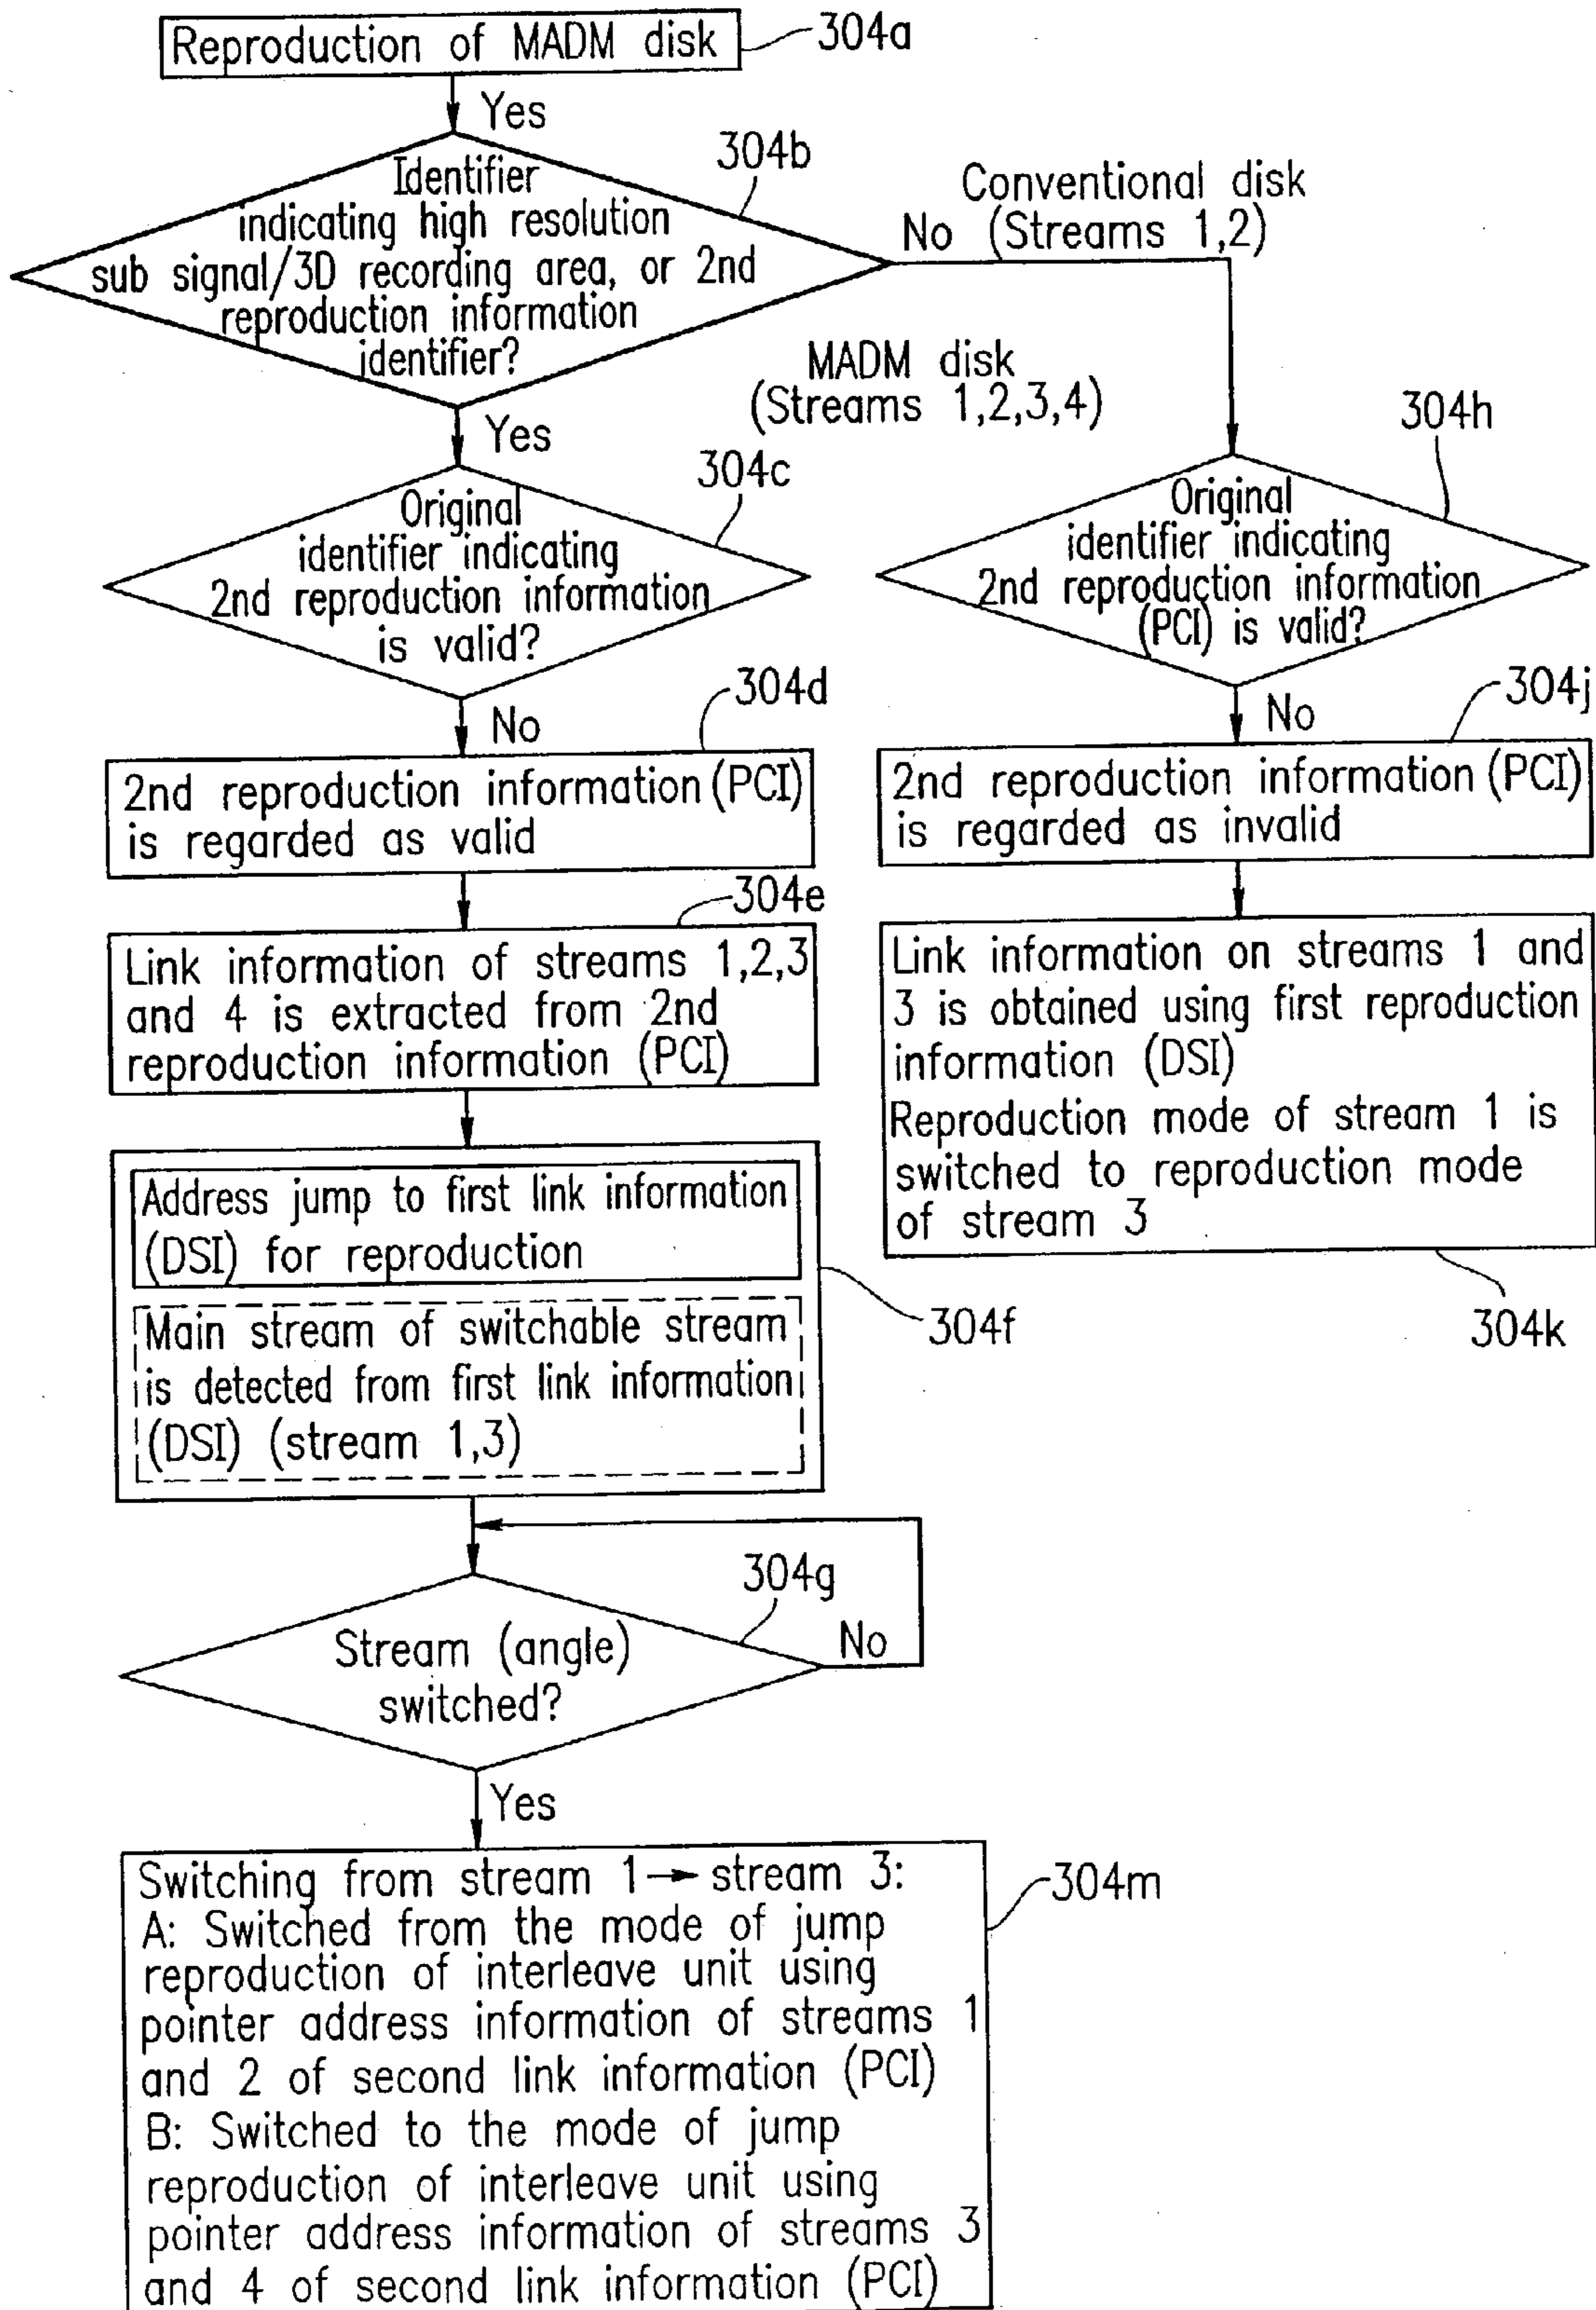 Reproduction of MADM disk
304a
Yes
304b
Identifier
indicating high resolution
sub signal/3D recording area, or 2nd
reproduction information
identifier?
Conventional disk
No (Streams 1,2)
MADM disk
(Streams 1,2,3,4)
Yes
304c
Original
identifier indicating
2nd reproduction information
is valid?
304h
Original
identifier indicating
2nd reproduction information
(PCI) is valid?
No
304d
2nd reproduction information (PCI)
is regarded as valid
No
304j
2nd reproduction information (PCI)
is regarded as invalid
304e
Link information of streams 1,2,3
and 4 is extracted from 2nd
reproduction information (PCI)
Link information on streams 1 and
3 is obtained using first reproduction
information (DSI)
Reproduction mode of stream 1 is
switched to reproduction mode
of stream 3
304k
Address jump to first link information
(DSI) for reproduction
Main stream of switchable stream
is detected from first link information
(DSI) (stream 1,3)
304f
304g
Stream (angle)
switched?
No
Yes
Switching from stream 1→ stream 3:
A: Switched from the mode of jump
reproduction of interleave unit using
pointer address information of streams 1
and 2 of second link information (PCI)
B: Switched to the mode of jump
reproduction of interleave unit using
pointer address information of streams 3
and 4 of second link information (PCI)
304m